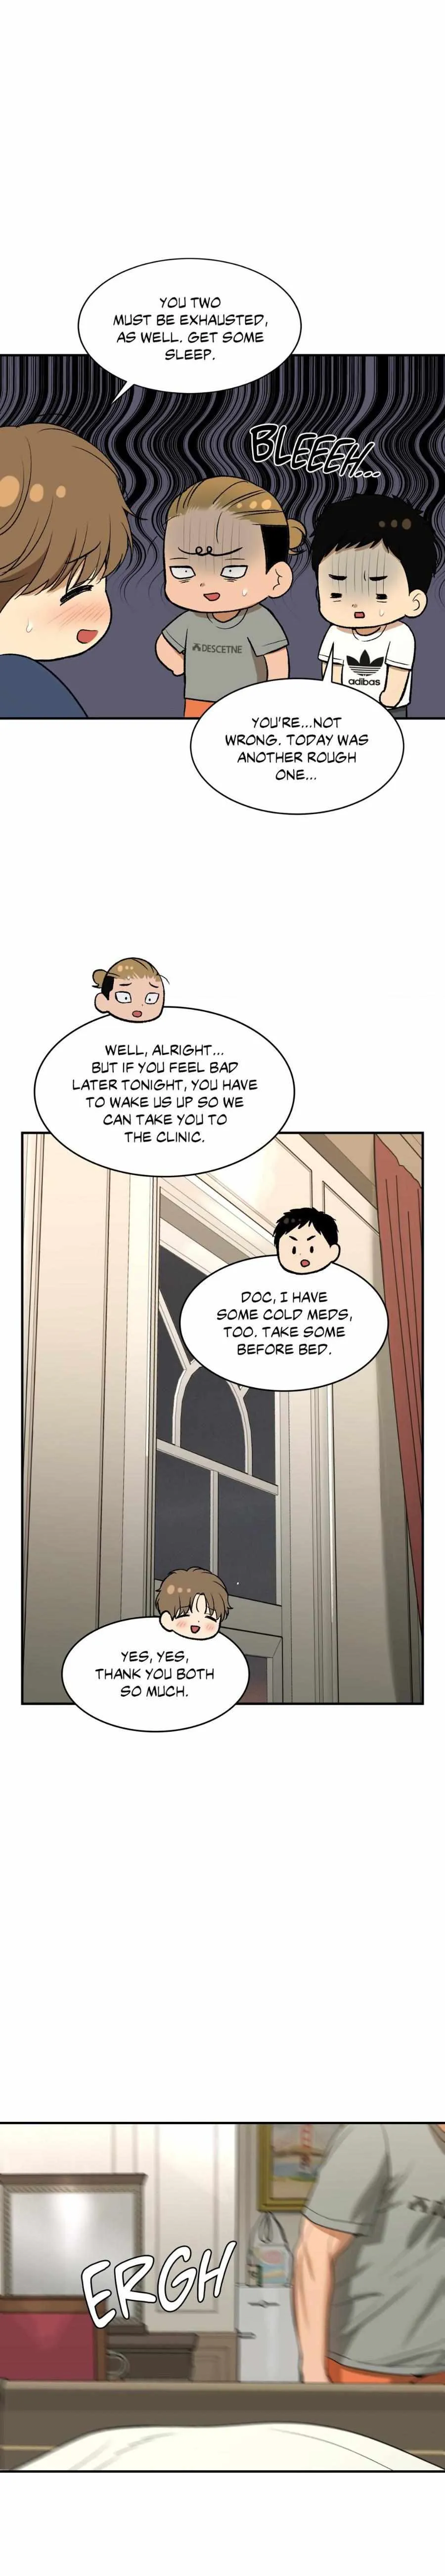 YOU TWO
MUST BE EXHAUSTED,
AS WELL. GET SOME
SLEEP.
BLEEEH...
DESCETNE
adibas
YOU'RE...NOT
WRONG. TODAY WAS
ANOTHER ROUGH
ONE...
WELL, ALRIGHT...
BUT IF YOU FEEL BAD
LATER TONIGHT, YOU HAVE
TO WAKE US UP SO WE
CAN TAKE YOU TO
THE CLINIC.
DOC, I HAVE
SOME COLD MEDS,
TOO. TAKE SOME
BEFORE BED.
YES, YES,
THANK YOU BOTH
SO MUCH.
ERGH